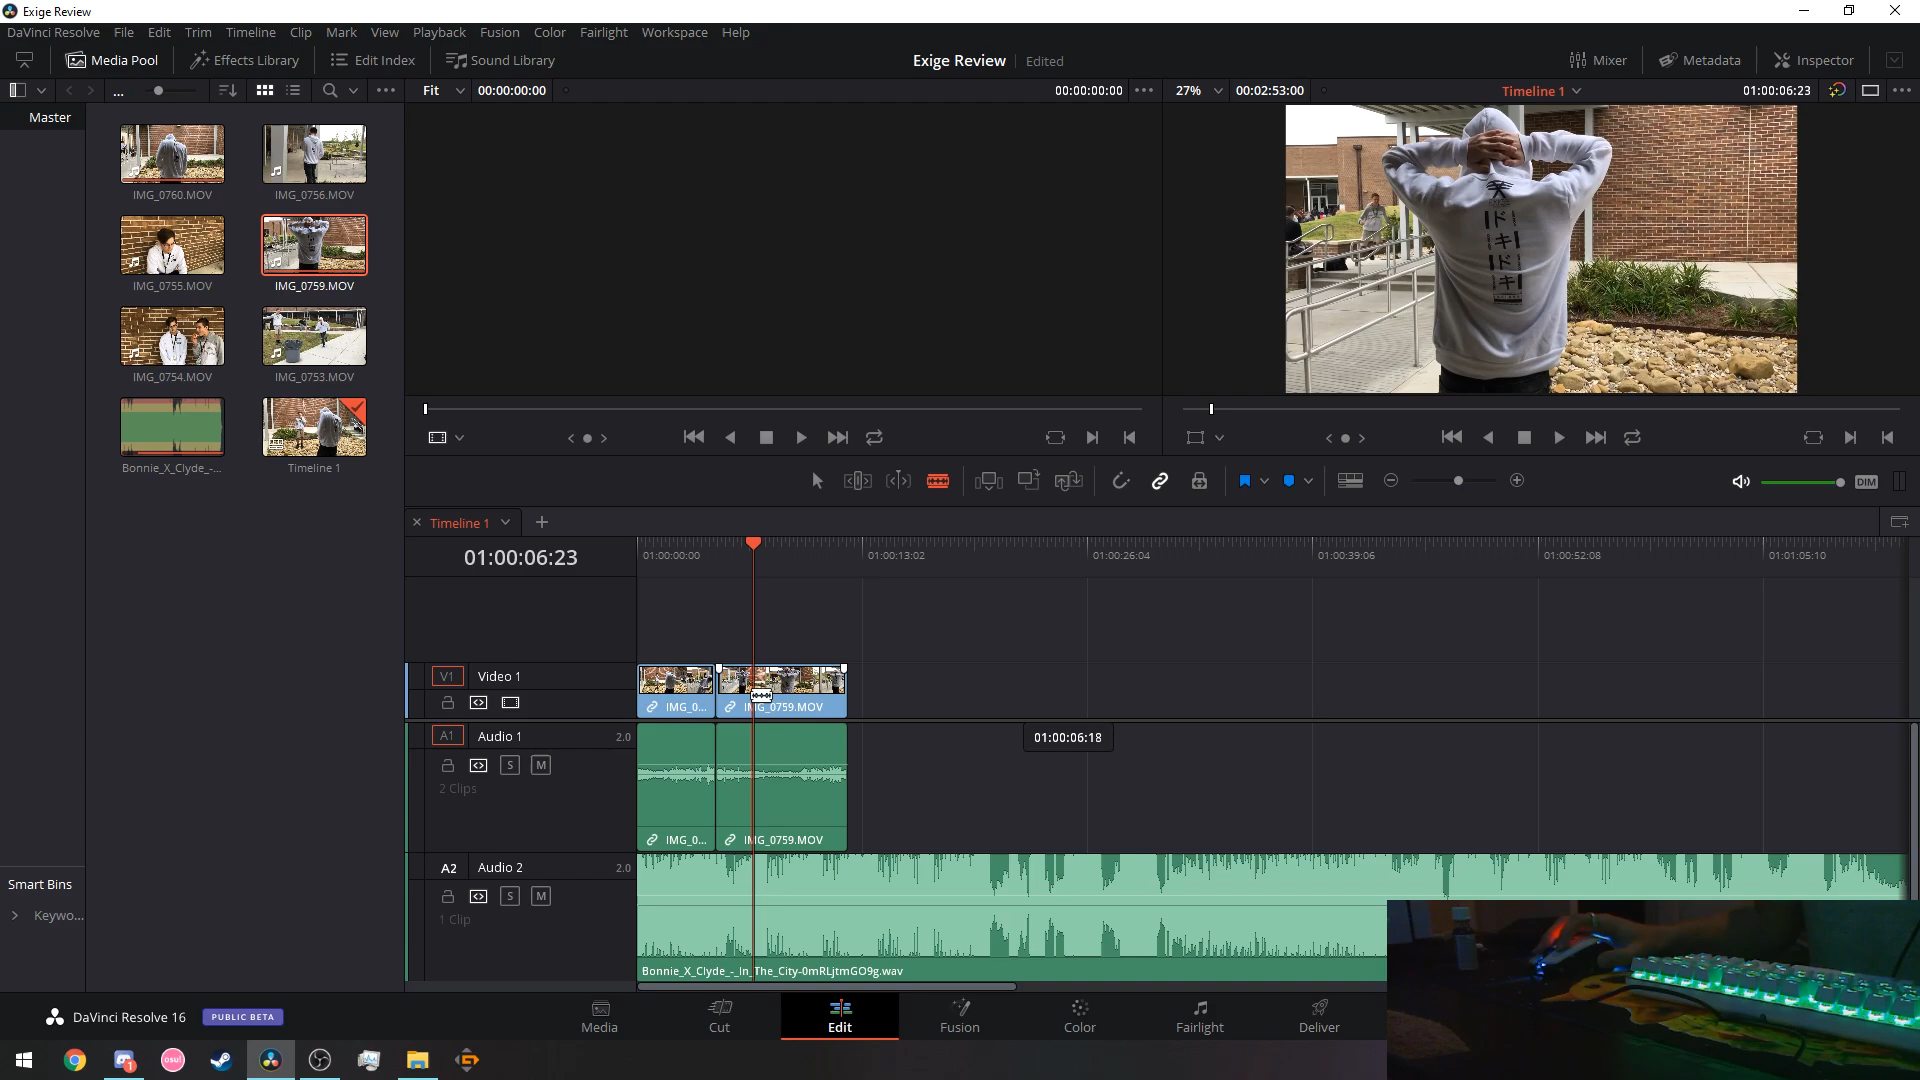 Exige Review
DaVinci Resolve File Edit Trim Timeline Clip Mark View Playback Fusion Color Fairlight Workspace Help
Media Pool Effects Library Edit Index Sound Library Exige Review Edited Mixer Metadata Inspector
... Fit 00:00:00:00 00:00:00:00 27% 00:02:53:00 Timeline 1 01:00:06:23
Master
IMG_0760.MOV IMG_0756.MOV
IMG_0755.MOV IMG_0759.MOV
IMG_0754.MOV IMG_0753.MOV
Bonnie_X_Clyde_-... Timeline 1
ドキドキ
DIM
Timeline 1
01:00:06:23 01:00:00:00 01:00:13:02 01:00:26:04 01:00:39:06 01:00:52:08 01:01:05:10
V1 Video 1
IMG_0... IMG_0759.MOV
A1 Audio 1 2.0
01:00:06:18
S M
2 Clips
IMG_0... IMG_0759.MOV
A2 Audio 2 2.0
S M
1 Clip
Bonnie_X_Clyde_-_In_The_City-0mRLjtmGO9g.wav
Smart Bins
Keywo...
DaVinci Resolve 16 PUBLIC BETA
Media Cut Edit Fusion Color Fairlight Deliver
1 osu!